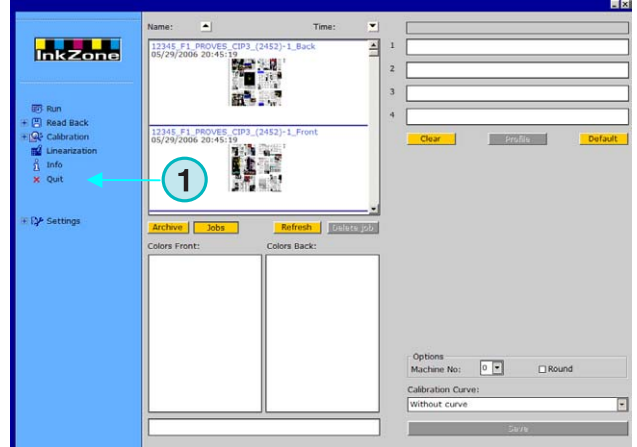 InkZone
Run
Read Back
Calibration
Linearization
Info
Quit
Settings
1
Name:
Time:
12345_F1_PROVES_CIP3_(2452)-1_Back
05/29/2006 20:45:19
12345_F1_PROVES_CIP3_(2452)-1_Front
05/29/2006 20:45:19
Archive
Jobs
Refresh
Delete job
Colors Front:
Colors Back:
1
2
3
4
Clear
Profile
Default
Options
Machine No:
0
Round
Calibration Curve:
Without curve
Save